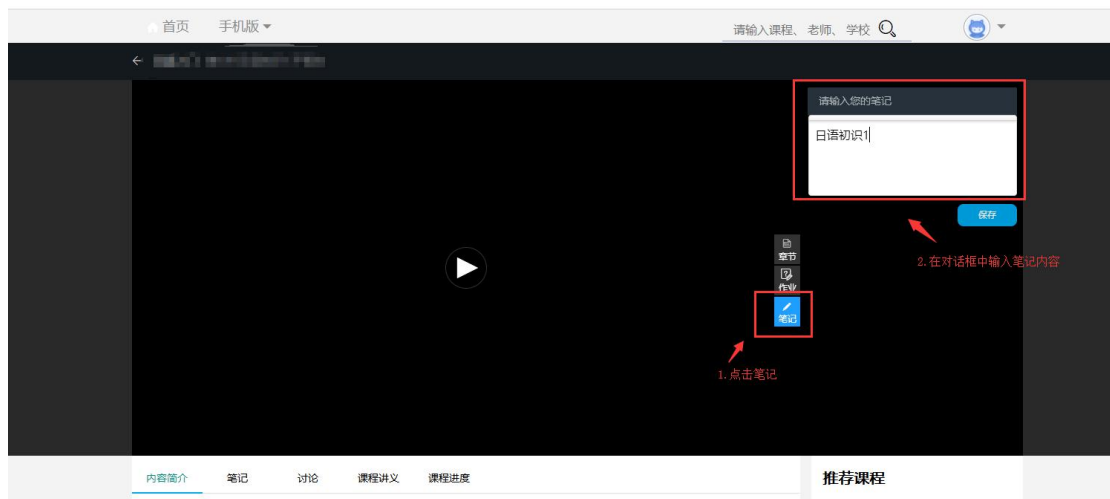 首页 手机版 请输入课程、老师、学校
请输入您的笔记
日语初识1
保存
章节
2.在对话框中输入笔记内容
作业
笔记
1.点击笔记
内容简介 笔记 讨论 课程讲义 课程进度 推荐课程